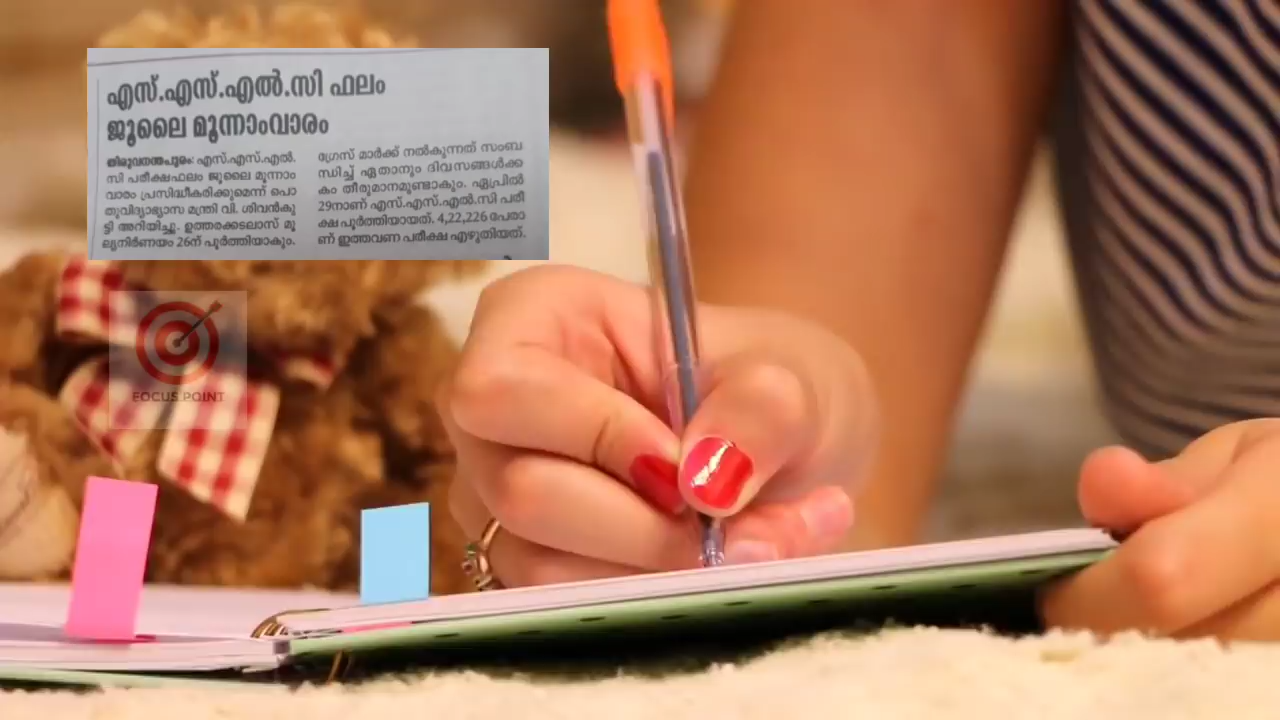 എസ്.എസ്.എൽ.സി ഫലം
ജൂലൈ മൂന്നാംവാരം
തിരുവനന്തപുരം: എസ്.എസ്.എൽ.
സി പരീക്ഷഫലം ജൂലൈ മൂന്നാം
വാരം പ്രസിദ്ധീകരിക്കുമെന്ന് പൊ
തുവിദ്യാഭ്യാസ മന്ത്രി വി. ശിവൻകു
ട്ടി അറിയിച്ചു. ഉത്തരക്കടലാസ് മൂ
ല്യനിർണയം 26ന് പൂർത്തിയാകും.
ഗ്രേസ് മാർക്ക് നൽകുന്നത് സംബ
ന്ധിച്ച് ഏതാനും ദിവസങ്ങൾക്ക
കം തീരുമാനമുണ്ടാകും. ഏപ്രിൽ
29നാണ് എസ്.എസ്.എൽ.സി പരീ
ക്ഷ പൂർത്തിയായത്. 4,22,226 പേരാ
ണ് ഇത്തവണ പരീക്ഷ എഴുതിയത്.
FOCUS POINT